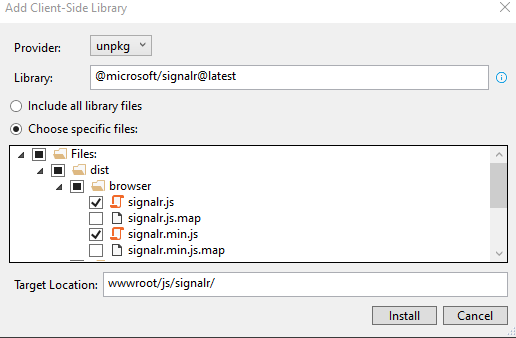 Add Client-Side Library
Provider: unpkg
Library: @microsoft/signalr@latest
Include all library files
Choose specific files:
Files:
dist
browser
signalr.js
signalr.js.map
signalr.min.js
signalr.min.js.map
Target Location: wwwroot/js/signalr/
Install Cancel